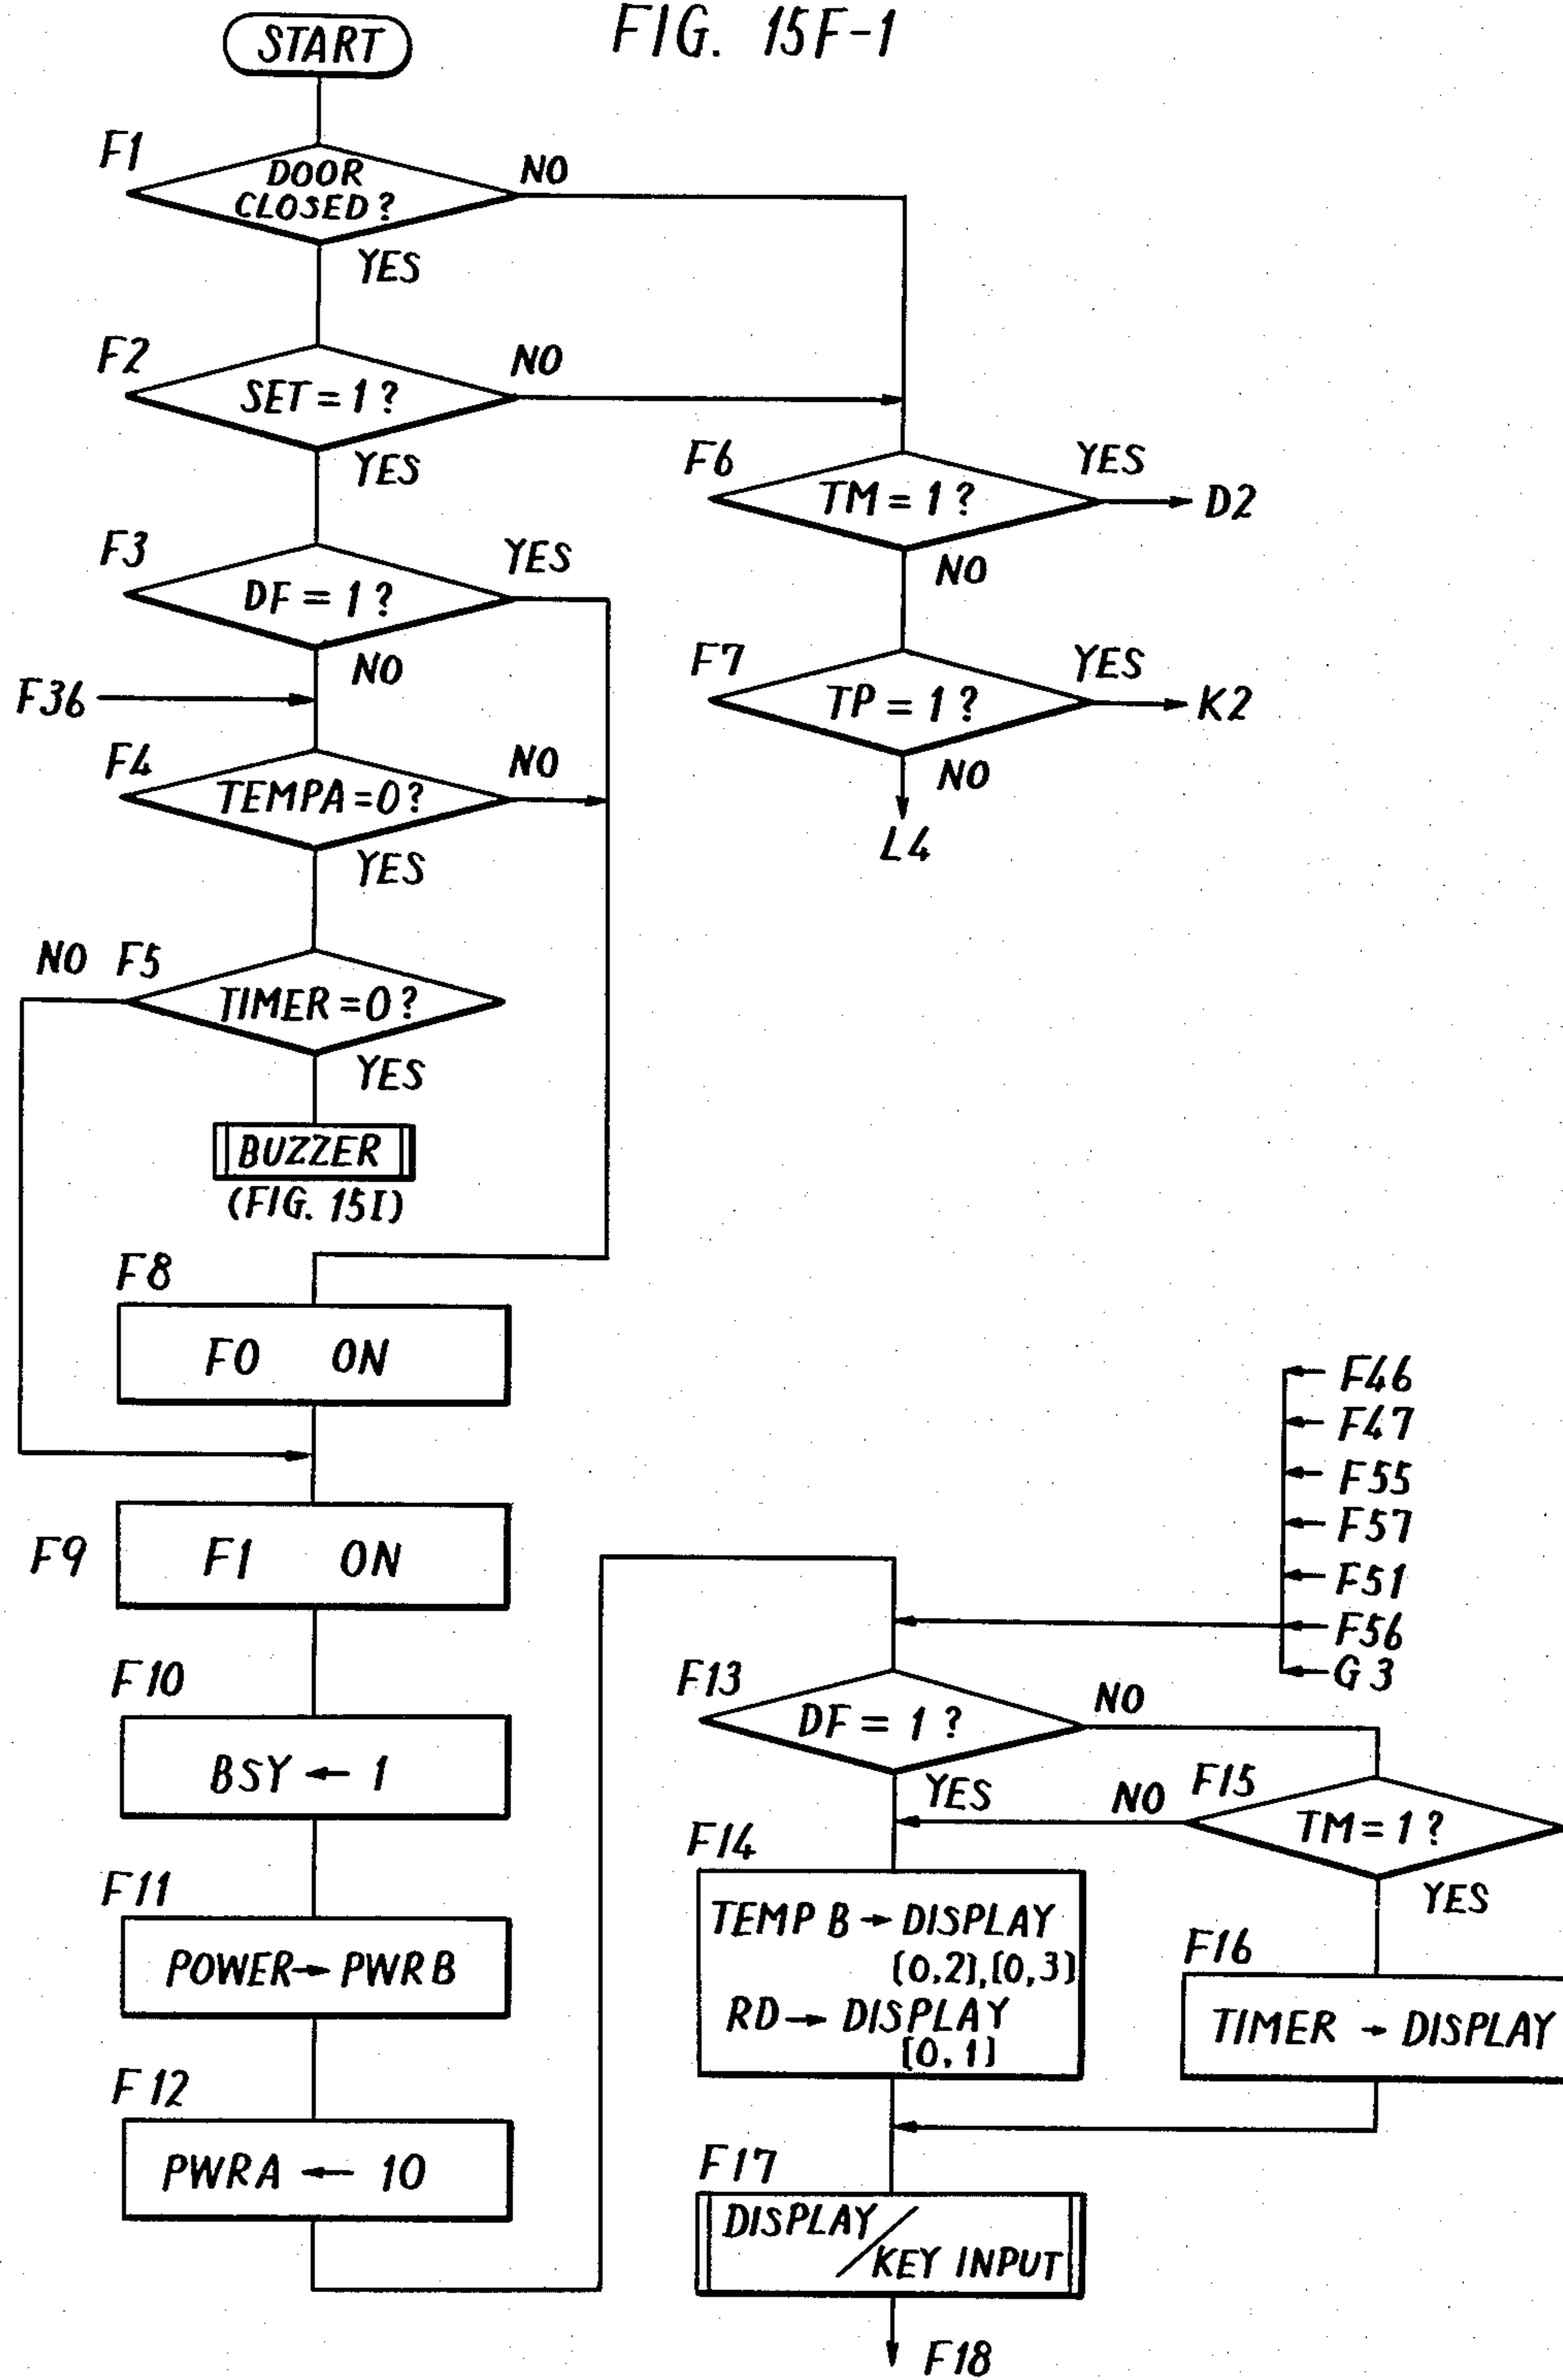 FIG. 15F-1
START
F1
DOOR
CLOSED?
NO
YES
F2
SET=1?
NO
YES
F3
DF=1?
YES
NO
F36
F4
TEMPA=0?
NO
YES
NO
F5
TIMER=0?
YES
BUZZER
(FIG. 15I)
F6
TM=1?
YES
D2
NO
F7
TP=1?
YES
K2
NO
L4
F8
F0 ON
F9
F1 ON
F10
BSY ← 1
F11
POWER→PWRB
F12
PWRA ← 10
F46
F47
F55
F57
F51
F56
G3
F13
DF=1?
NO
YES
F15
TM=1?
NO
YES
F14
TEMP B→DISPLAY
[0,2],[0,3]
RD→DISPLAY
[0,1]
F16
TIMER → DISPLAY
F17
DISPLAY/
KEY INPUT
F18